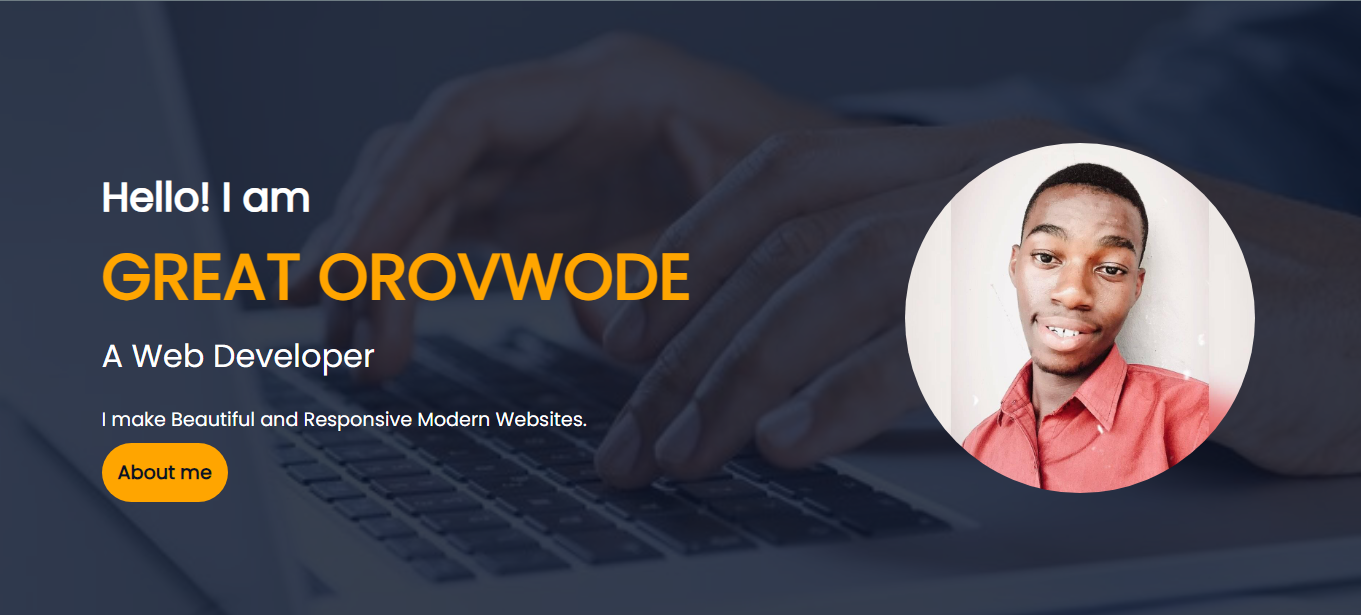 Hello! I am
GREAT OROVWODE
A Web Developer
I make Beautiful and Responsive Modern Websites.
About me